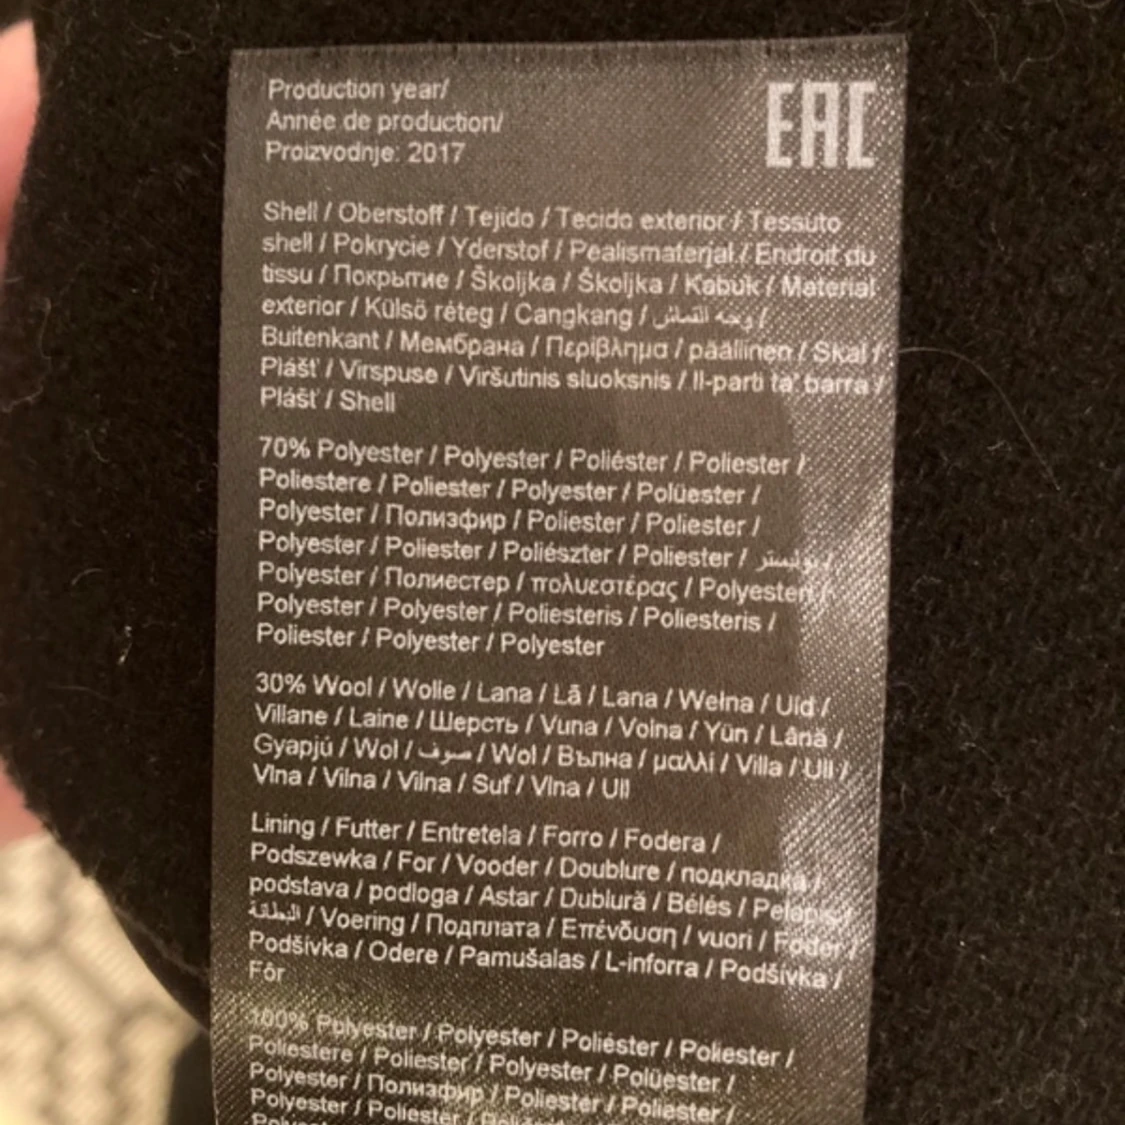 Production year/
Année de production/
Proizvodnje: 2017
EAC
Shell / Oberstoff / Tejido / Tecido exterior / Tessuto
shell / Pokrycie / Yderstof / Pealismaterjal / Endroit du
tissu / Покрытие / Školjka / Školjka / Kabuk / Material
exterior / Külsö réteg / Cangkang / وجه القماش /
Buitenkant / Мембрана / Περίβλημα / päällinen / Skal /
Plášť / Virspuse / Viršutinis sluoksnis / Il-parti ta' barra /
Plášť / Shell
70% Polyester / Polyester / Poliéster / Poliester /
Poliestere / Poliester / Polyester / Polüester /
Polyester / Полиэфир / Poliester / Poliester /
Polyester / Poliester / Poliészter / Poliester / بوليستر /
Polyester / Полиестер / πολυεστέρας / Polyesteri /
Polyester / Polyester / Poliesteris / Poliesteris /
Poliester / Polyester / Polyester
30% Wool / Wolle / Lana / Lã / Lana / Wełna / Uld /
Villane / Laine / Шерсть / Vuna / Volna / Yün / Lână /
Gyapjú / Wol / صوف / Wol / Вълна / μαλλί / Villa / Ull /
Vlna / Vilna / Vilna / Suf / Vlna / Ull
Lining / Futter / Entretela / Forro / Fodera /
Podszewka / For / Vooder / Doublure / подкладка /
podstava / podloga / Astar / Dublură / Bélés / Pelapis /
البطانة / Voering / Подплата / Επένδυση / vuori / Foder /
Podšívka / Odere / Pamušalas / L-inforra / Podšívka /
Fôr
100% Polyester / Polyester / Poliéster / Poliester /
Poliestere / Poliester / Polyester / Polüester /
Polyester / Полиэфир / Poliester / Poliester /
Polyester / Poliester /